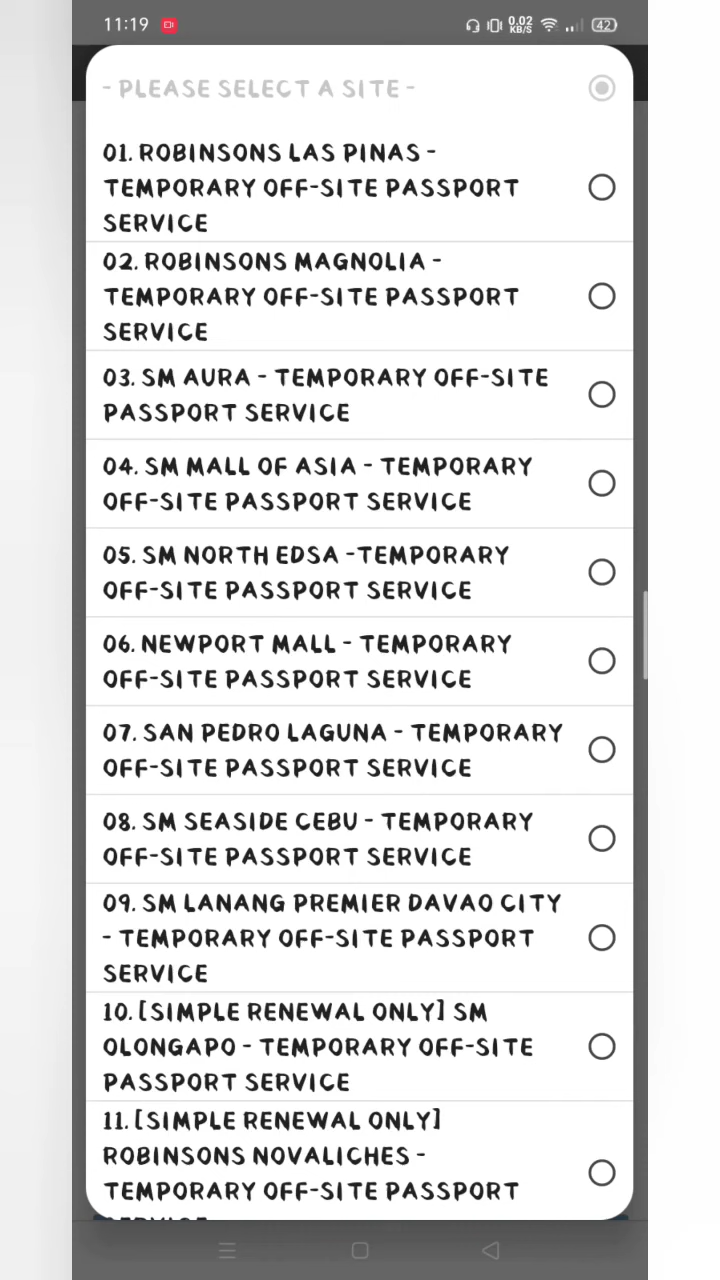 11:19
0.02
KB/S
42
- PLEASE SELECT A SITE -
01. ROBINSONS LAS PINAS -
TEMPORARY OFF-SITE PASSPORT
SERVICE
02. ROBINSONS MAGNOLIA -
TEMPORARY OFF-SITE PASSPORT
SERVICE
03. SM AURA - TEMPORARY OFF-SITE
PASSPORT SERVICE
04. SM MALL OF ASIA - TEMPORARY
OFF-SITE PASSPORT SERVICE
05. SM NORTH EDSA -TEMPORARY
OFF-SITE PASSPORT SERVICE
06. NEWPORT MALL - TEMPORARY
OFF-SITE PASSPORT SERVICE
07. SAN PEDRO LAGUNA - TEMPORARY
OFF-SITE PASSPORT SERVICE
08. SM SEASIDE CEBU - TEMPORARY
OFF-SITE PASSPORT SERVICE
09. SM LANANG PREMIER DAVAO CITY
- TEMPORARY OFF-SITE PASSPORT
SERVICE
10. [SIMPLE RENEWAL ONLY] SM
OLONGAPO - TEMPORARY OFF-SITE
PASSPORT SERVICE
11. [SIMPLE RENEWAL ONLY]
ROBINSONS NOVALICHES -
TEMPORARY OFF-SITE PASSPORT